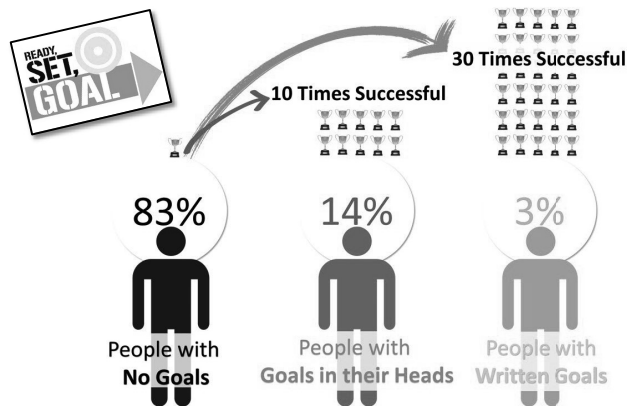 READY,
SET,
GOAL
30 Times Successful
10 Times Successful
83%
14%
3%
People with
No Goals
People with
Goals in their Heads
People with
Written Goals